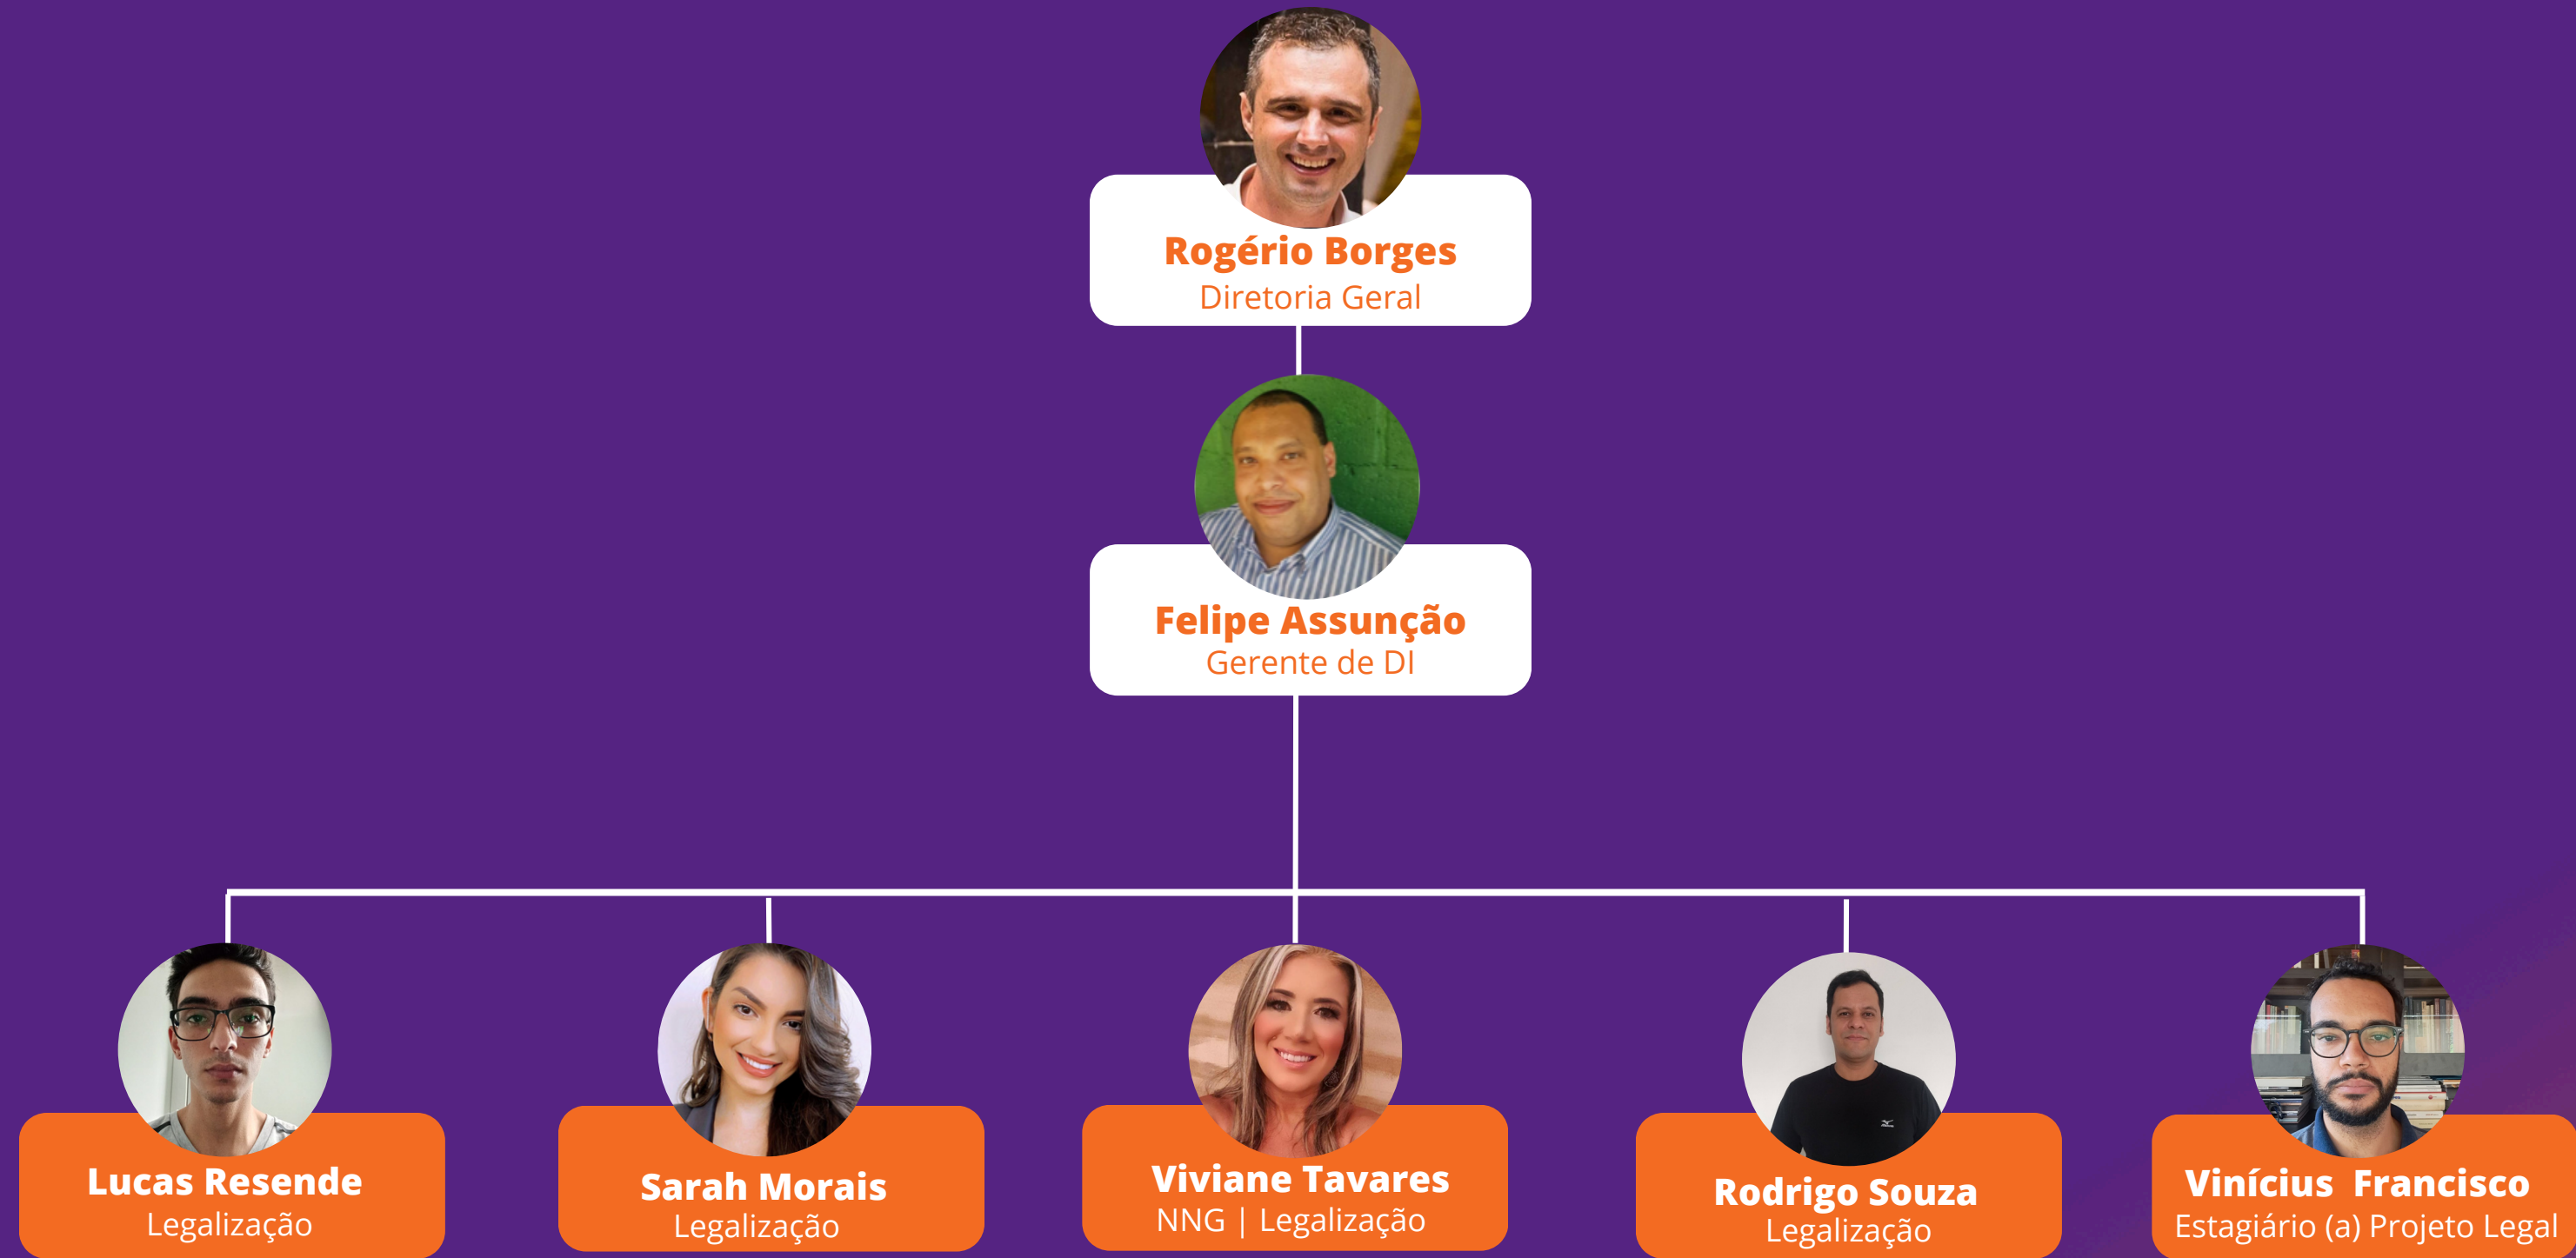 Rogério Borges
Diretoria Geral
Felipe Assunção
Gerente de DI
Lucas Resende
Legalização
Sarah Morais
Legalização
Viviane Tavares
NNG | Legalização
Rodrigo Souza
Legalização
Vinícius Francisco
Estagiário (a) Projeto Legal